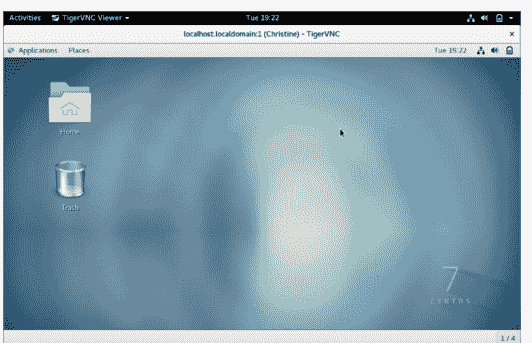 Activities TigerVNC Viewer Tue 19:22
localhost.localdomain:1 (Christine) - TigerVNC ×
Applications Places Tue 19:22
Home
Trash
7
CENTOS
1 / 4